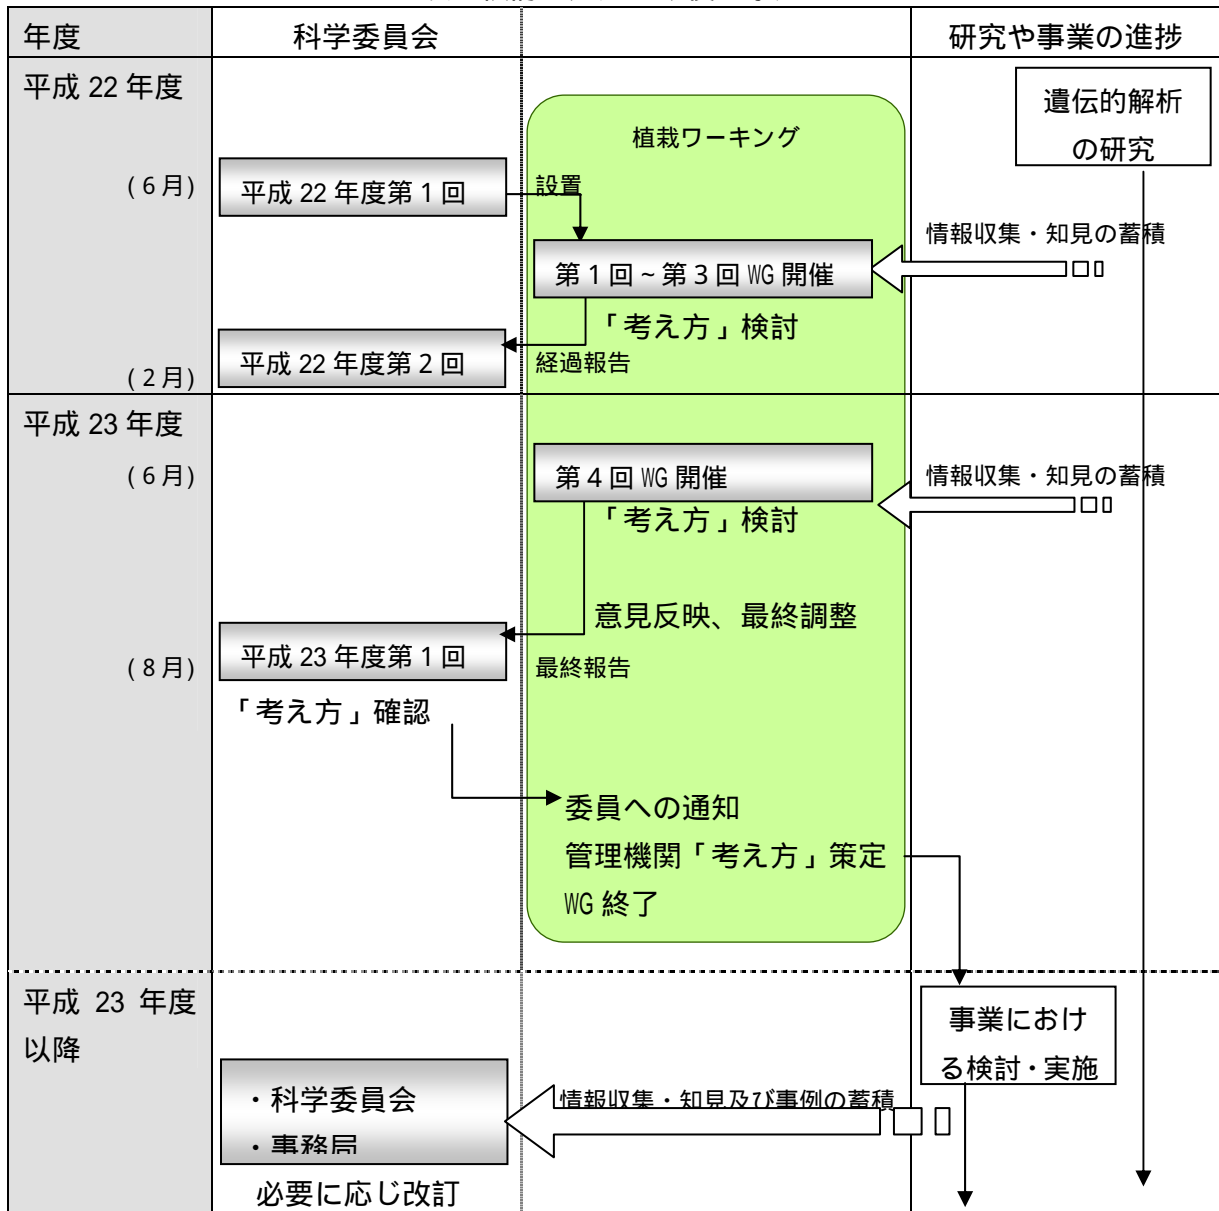 年度
科学委員会
研究や事業の進捗
平成 22 年度
遺伝的解析
の研究
植栽ワーキング
(6月)
平成 22 年度第1回
設置
情報収集・知見の蓄積
第1回~第3回 WG 開催
「考え方」検討
平成 22 年度第2回
経過報告
(2月)
平成 23 年度
(6月)
第4回 WG 開催
情報収集・知見の蓄積
「考え方」検討
意見反映、最終調整
平成 23 年度第1回
(8月)
最終報告
「考え方」確認
委員への通知
管理機関「考え方」策定
WG 終了
平成 23 年度
以降
事業におけ
る検討・実施
・科学委員会
・事務局
情報収集・知見及び事例の蓄積
必要に応じ改訂